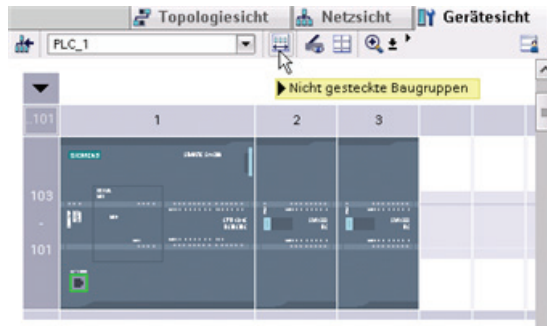 Topologiesicht Netzsicht Gerätesicht
PLC_1
Nicht gesteckte Baugruppen
..101 1 2 3
SIEMENS
103
-
101